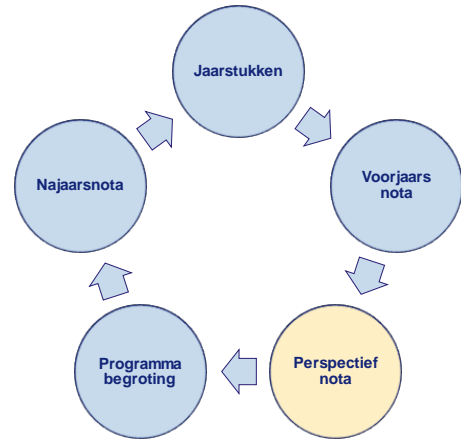 Jaarstukken
Voorjaars
nota
Perspectief
nota
Programma
begroting
Najaarsnota